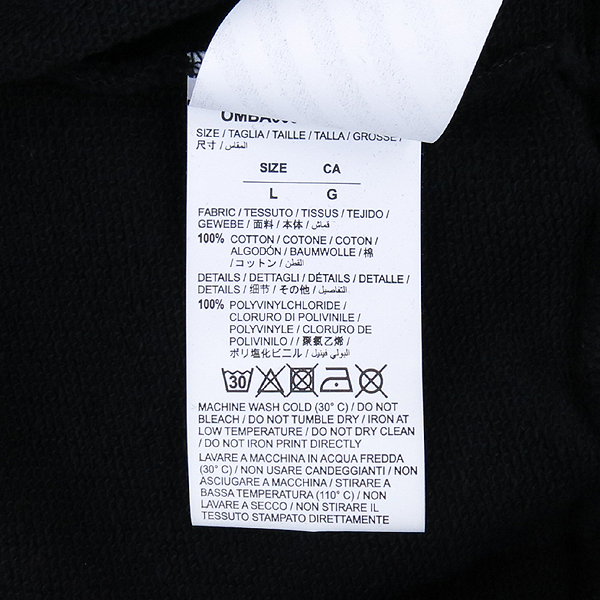 SIZE / TAGLIA / TAILLE / TALLA / GRÖSSE /
尺寸 / المقاس /
SIZE CA
L G
FABRIC / TESSUTO / TISSUS / TEJIDO /
GEWEBE / 面料 / 本体 / قماش /
100% COTTON / COTONE / COTON /
ALGODÓN / BAUMWOLLE / 棉
/ コットン / القطن /
DETAILS / DETTAGLI / DÉTAILS / DETALLE /
DETAILS / 细节 / その他 / التفاصيل /
100% POLYVINYLCHLORIDE /
CLORURO DI POLIVINILE /
POLYVINYLE / CLORURO DE
POLIVINILO / / 聚氯乙烯 /
ポリ塩化ビニル / البولي فينيل /
30
MACHINE WASH COLD (30° C) / DO NOT
BLEACH / DO NOT TUMBLE DRY / IRON AT
LOW TEMPERATURE / DO NOT DRY CLEAN
/ DO NOT IRON PRINT DIRECTLY
LAVARE A MACCHINA IN ACQUA FREDDA
(30° C) / NON USARE CANDEGGIANTI / NON
ASCIUGARE A MACCHINA / STIRARE A
BASSA TEMPERATURA (110° C) / NON
LAVARE A SECCO / NON STIRARE IL
TESSUTO STAMPATO DIRETTAMENTE